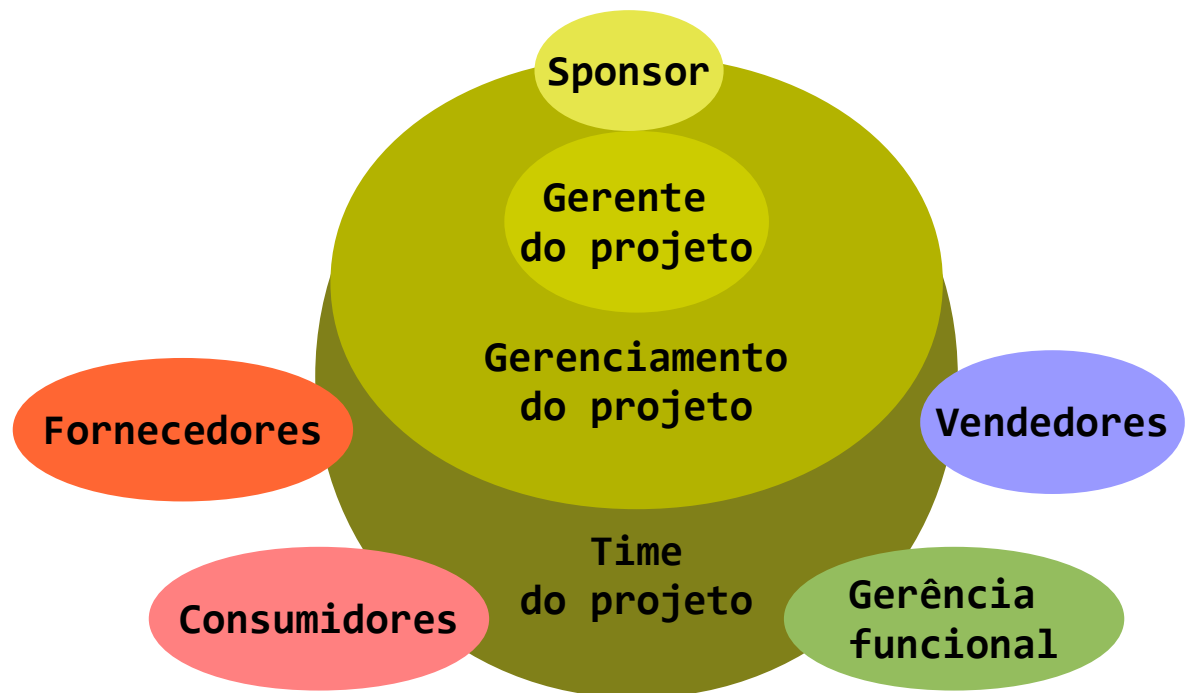 Sponsor
Gerente
do projeto
Gerenciamento
do projeto
Fornecedores
Vendedores
Time
do projeto
Consumidores
Gerência
funcional